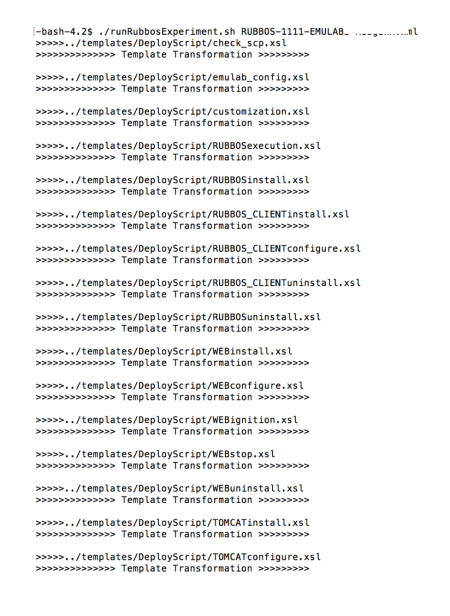 -bash-4.2$ ./runRubbosExperiment.sh RUBBOS-1111-EMULAB_
>>>>>../templates/DeployScript/check_scp.xsl
>>>>>>>>>>>>>> Template Transformation >>>>>>>>>
>>>>>../templates/DeployScript/emulab_config.xsl
>>>>>>>>>>>>>> Template Transformation >>>>>>>>>
>>>>>../templates/DeployScript/customization.xsl
>>>>>>>>>>>>>> Template Transformation >>>>>>>>>
>>>>>../templates/DeployScript/RUBBOSexecution.xsl
>>>>>>>>>>>>>> Template Transformation >>>>>>>>>
>>>>>../templates/DeployScript/RUBBOSinstall.xsl
>>>>>>>>>>>>>> Template Transformation >>>>>>>>>
>>>>>../templates/DeployScript/RUBBOS_CLIENTinstall.xsl
>>>>>>>>>>>>>> Template Transformation >>>>>>>>>
>>>>>../templates/DeployScript/RUBBOS_CLIENTconfigure.xsl
>>>>>>>>>>>>>> Template Transformation >>>>>>>>>
>>>>>../templates/DeployScript/RUBBOS_CLIENTuninstall.xsl
>>>>>>>>>>>>>> Template Transformation >>>>>>>>>
>>>>>../templates/DeployScript/RUBBOSuninstall.xsl
>>>>>>>>>>>>>> Template Transformation >>>>>>>>>
>>>>>../templates/DeployScript/WEBinstall.xsl
>>>>>>>>>>>>>> Template Transformation >>>>>>>>>
>>>>>../templates/DeployScript/WEBconfigure.xsl
>>>>>>>>>>>>>> Template Transformation >>>>>>>>>
>>>>>../templates/DeployScript/WEBignition.xsl
>>>>>>>>>>>>>> Template Transformation >>>>>>>>>
>>>>>../templates/DeployScript/WEBstop.xsl
>>>>>>>>>>>>>> Template Transformation >>>>>>>>>
>>>>>../templates/DeployScript/WEBuninstall.xsl
>>>>>>>>>>>>>> Template Transformation >>>>>>>>>
>>>>>../templates/DeployScript/TOMCATinstall.xsl
>>>>>>>>>>>>>> Template Transformation >>>>>>>>>
>>>>>../templates/DeployScript/TOMCATconfigure.xsl
>>>>>>>>>>>>>> Template Transformation >>>>>>>>>